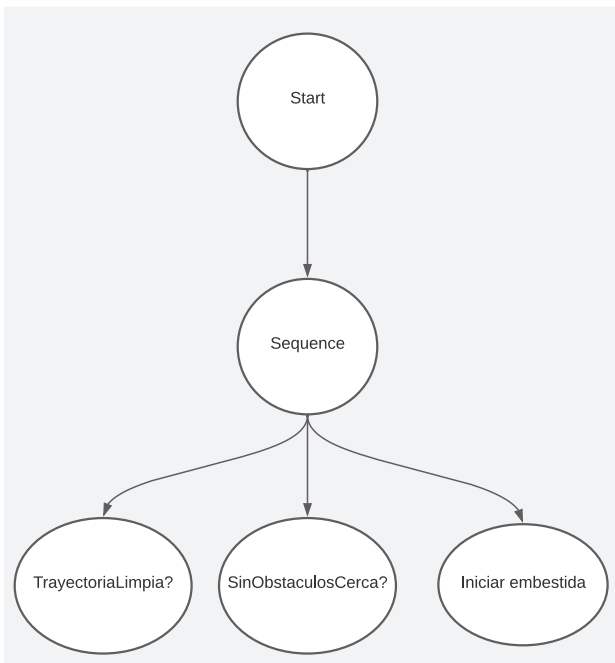 Start
Sequence
TrayectoriaLimpia?
SinObstaculosCerca?
Iniciar embestida